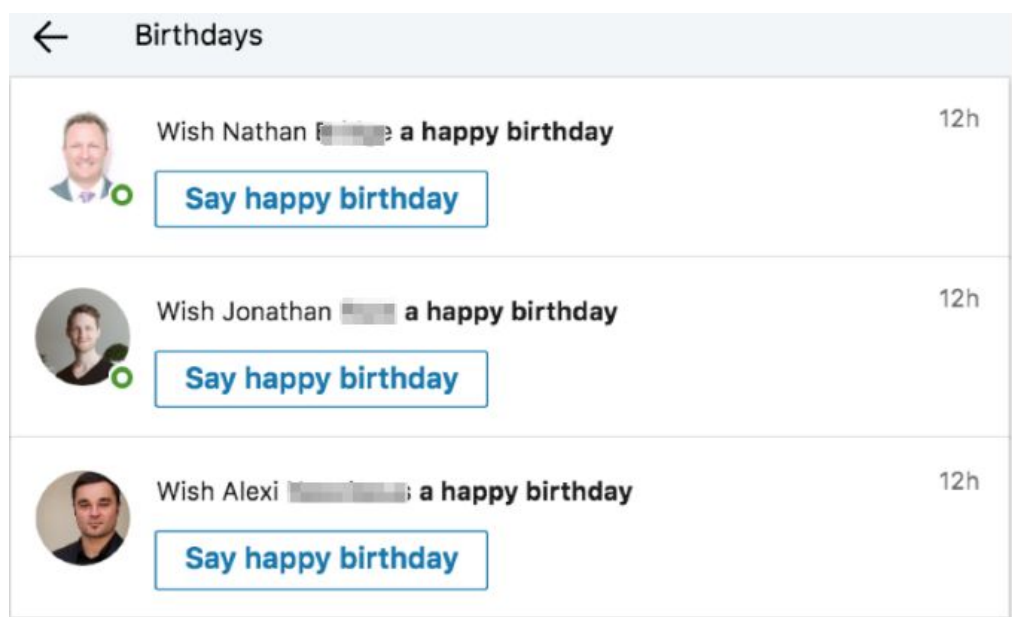 Birthdays
Wish Nathan a happy birthday
12h
Say happy birthday
Wish Jonathan a happy birthday
12h
Say happy birthday
Wish Alexi a happy birthday
12h
Say happy birthday